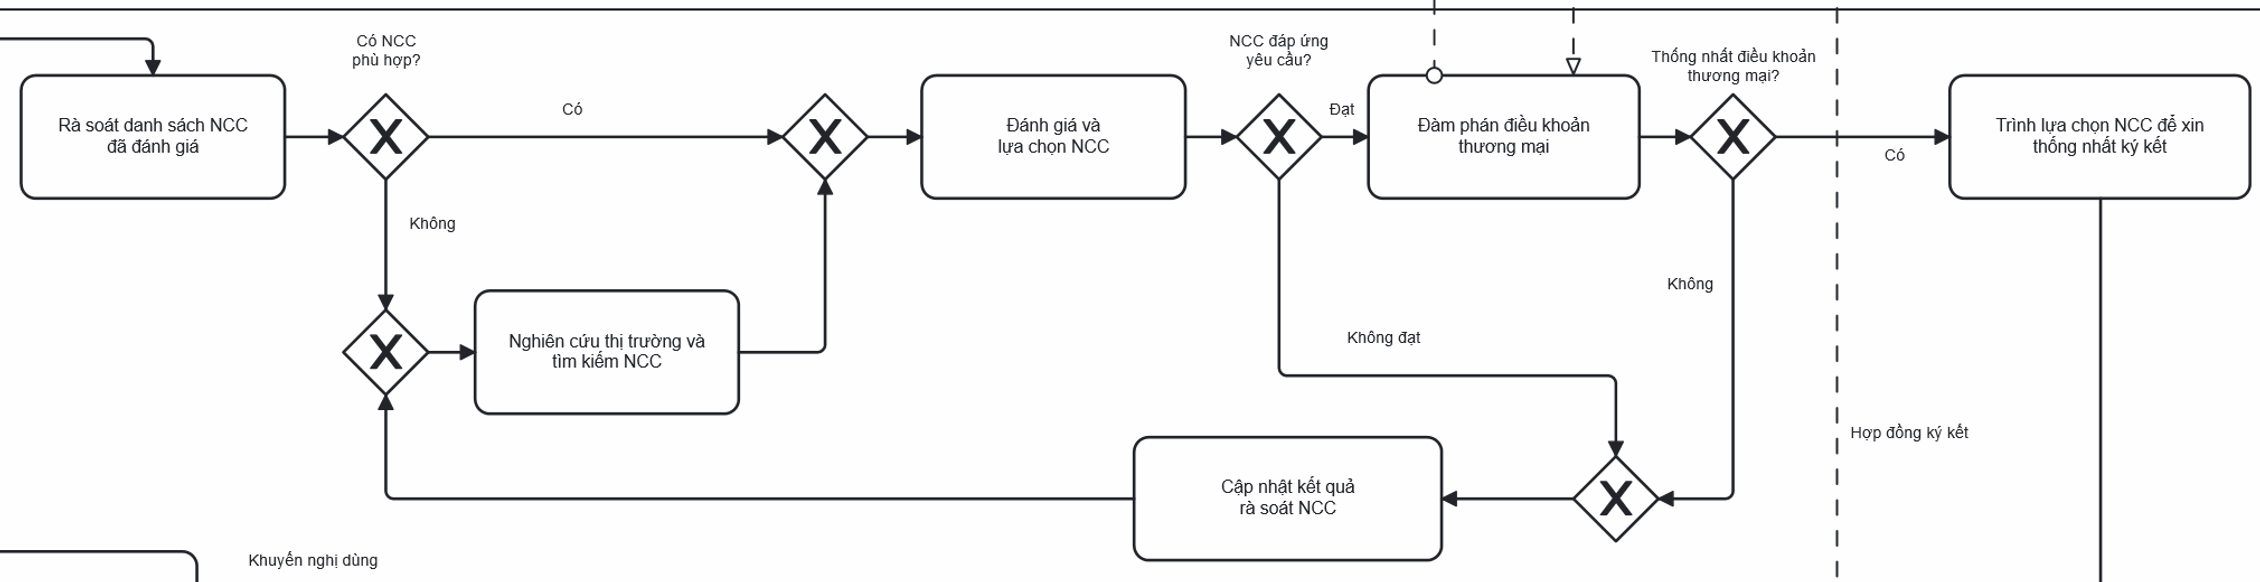 Có NCC
phù hợp?
NCC đáp ứng
yêu cầu?
Thống nhất điều khoản
thương mại?
Rà soát danh sách NCC
đã đánh giá
Có
Đánh giá và
lựa chọn NCC
Đạt
Đàm phán điều khoản
thương mại
Có
Trình lựa chọn NCC để xin
thống nhất ký kết
Không
Không
Nghiên cứu thị trường và
tìm kiếm NCC
Không đạt
Hợp đồng ký kết
Cập nhật kết quả
rà soát NCC
Khuyến nghị dùng